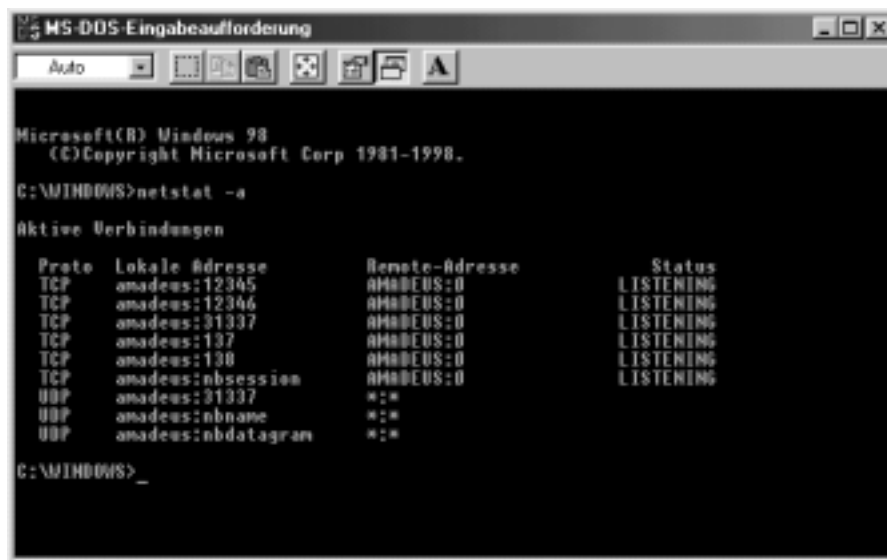 MS-DOS-Eingabeaufforderung
Auto
A
Microsoft(R) Windows 98
(C)Copyright Microsoft Corp 1981-1998.
C:\WINDOWS>netstat -a
Aktive Verbindungen
Proto Lokale Adresse Remote-Adresse Status
TCP amadeus:12345 AMADEUS:0 LISTENING
TCP amadeus:12346 AMADEUS:0 LISTENING
TCP amadeus:31337 AMADEUS:0 LISTENING
TCP amadeus:137 AMADEUS:0 LISTENING
TCP amadeus:138 AMADEUS:0 LISTENING
TCP amadeus:nbsession AMADEUS:0 LISTENING
UDP amadeus:31337 *:*
UDP amadeus:nbname *:*
UDP amadeus:nbdatagram *:*
C:\WINDOWS>_